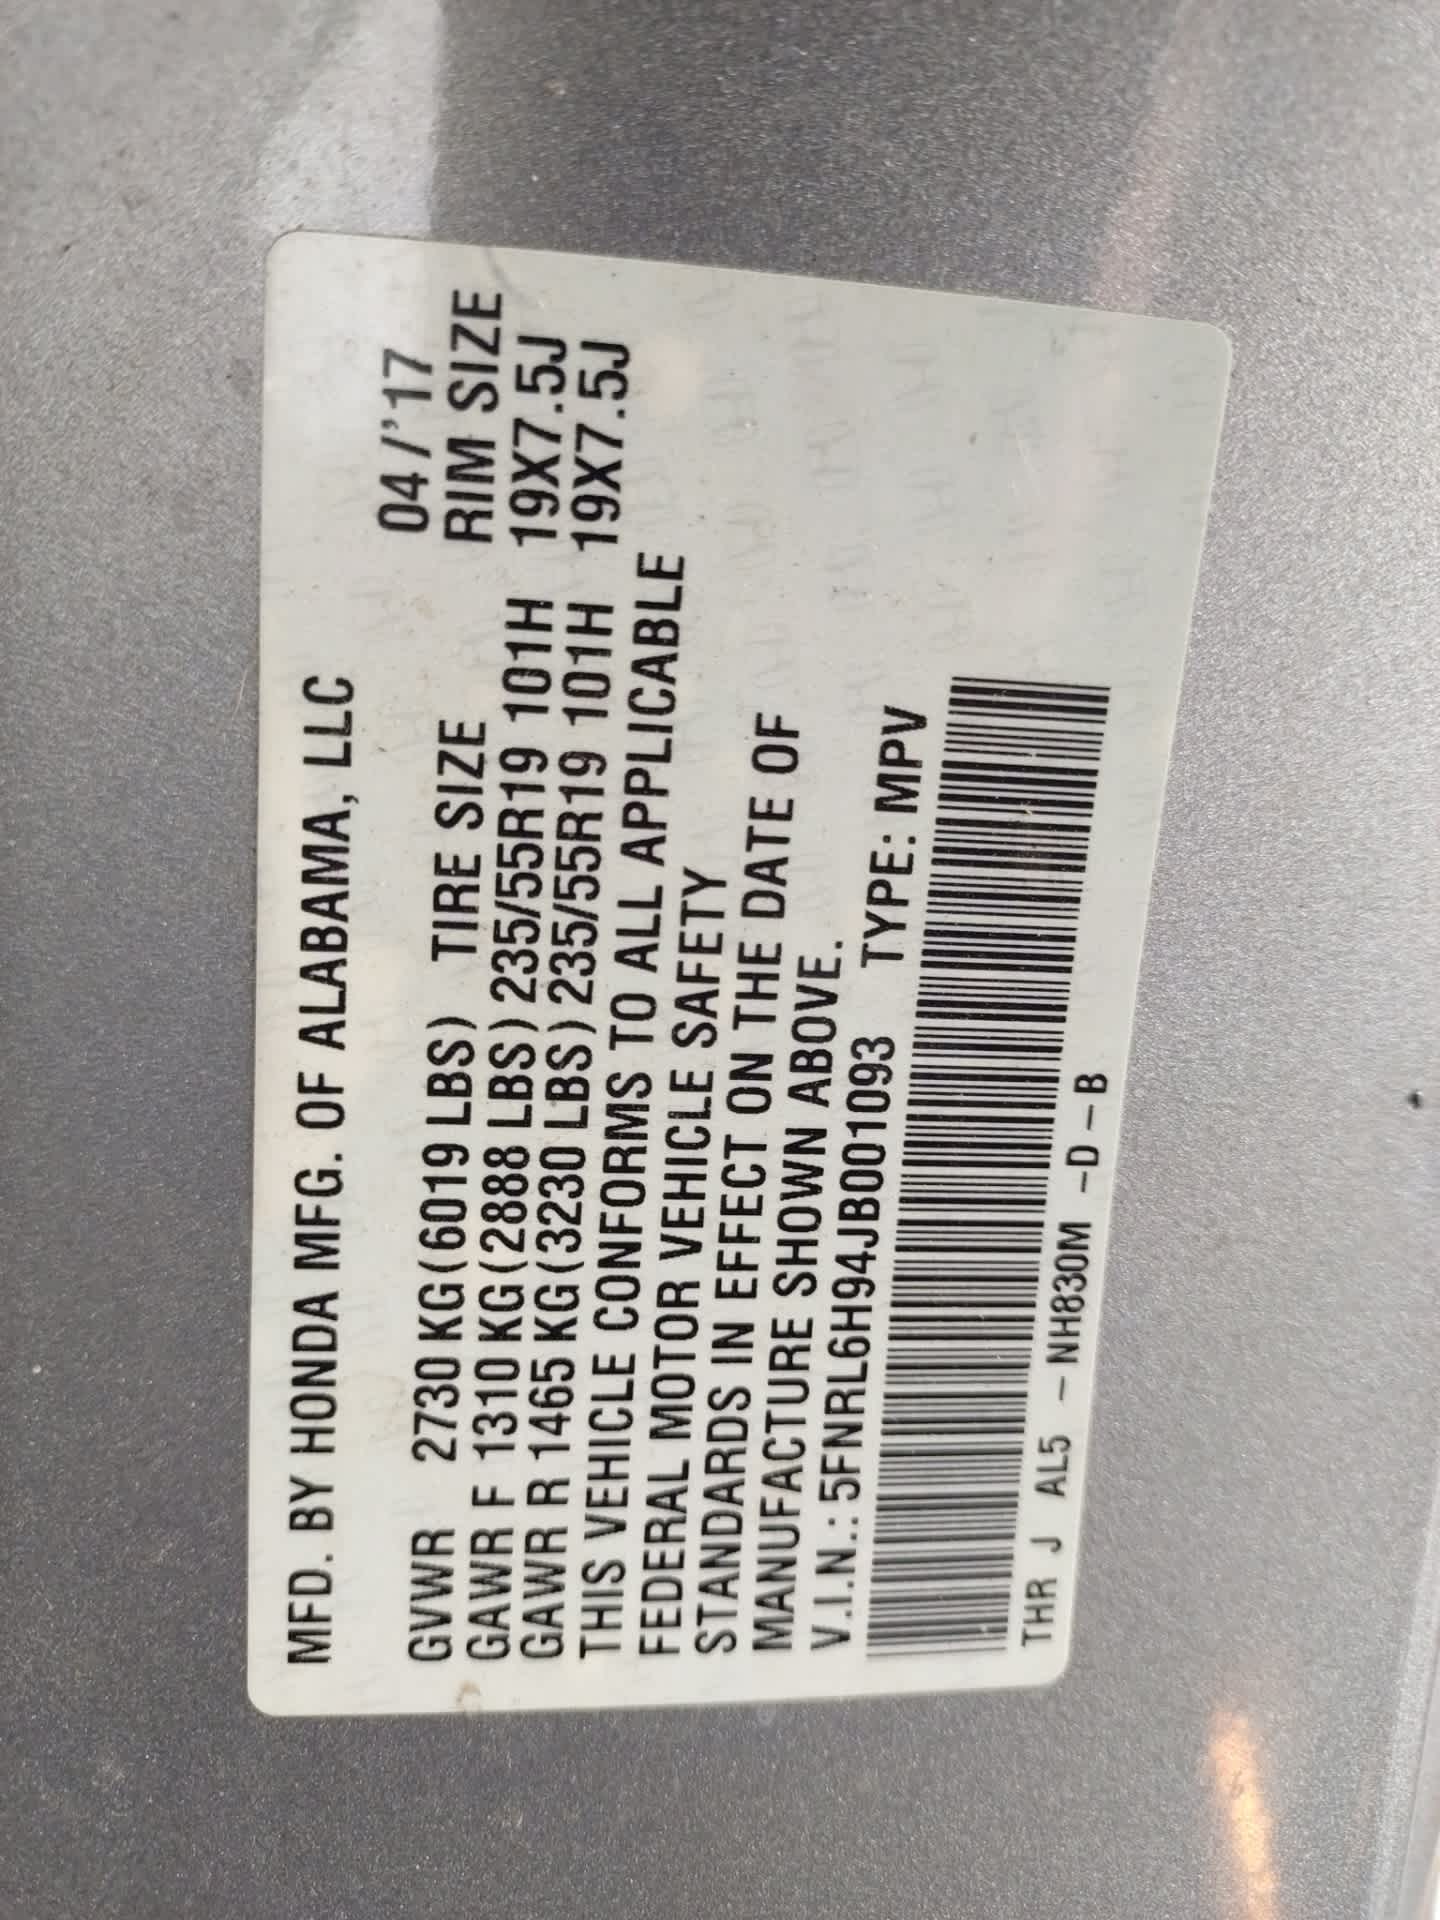 MFD. BY HONDA MFG. OF ALABAMA, LLC
04/'17
GVWR 2730 KG(6019 LBS) TIRE SIZE RIM SIZE
GAWR F 1310 KG(2888 LBS) 235/55R19 101H 19X7.5J
GAWR R 1465 KG(3230 LBS) 235/55R19 101H 19X7.5J
THIS VEHICLE CONFORMS TO ALL APPLICABLE
FEDERAL MOTOR VEHICLE SAFETY
STANDARDS IN EFFECT ON THE DATE OF
MANUFACTURE SHOWN ABOVE.
V.I.N.: 5FNRL6H94JB001093 TYPE: MPV
THR J AL5 - NH830M -D-B